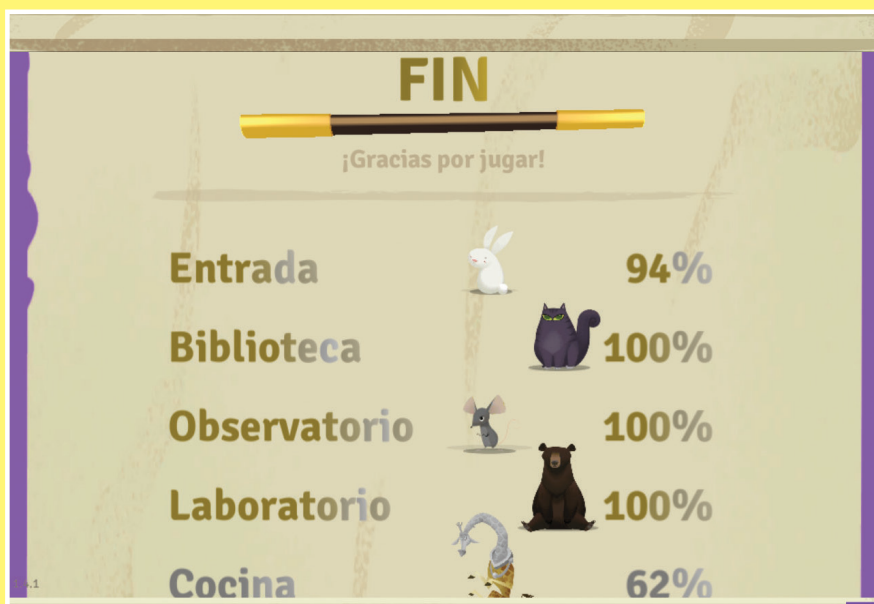 FIN
¡Gracias por jugar!
Entrada 94%
Biblioteca 100%
Observatorio 100%
Laboratorio 100%
Cocina 62%